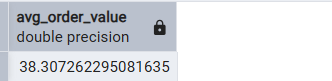 avg_order_value
double precision
38.307262295081635